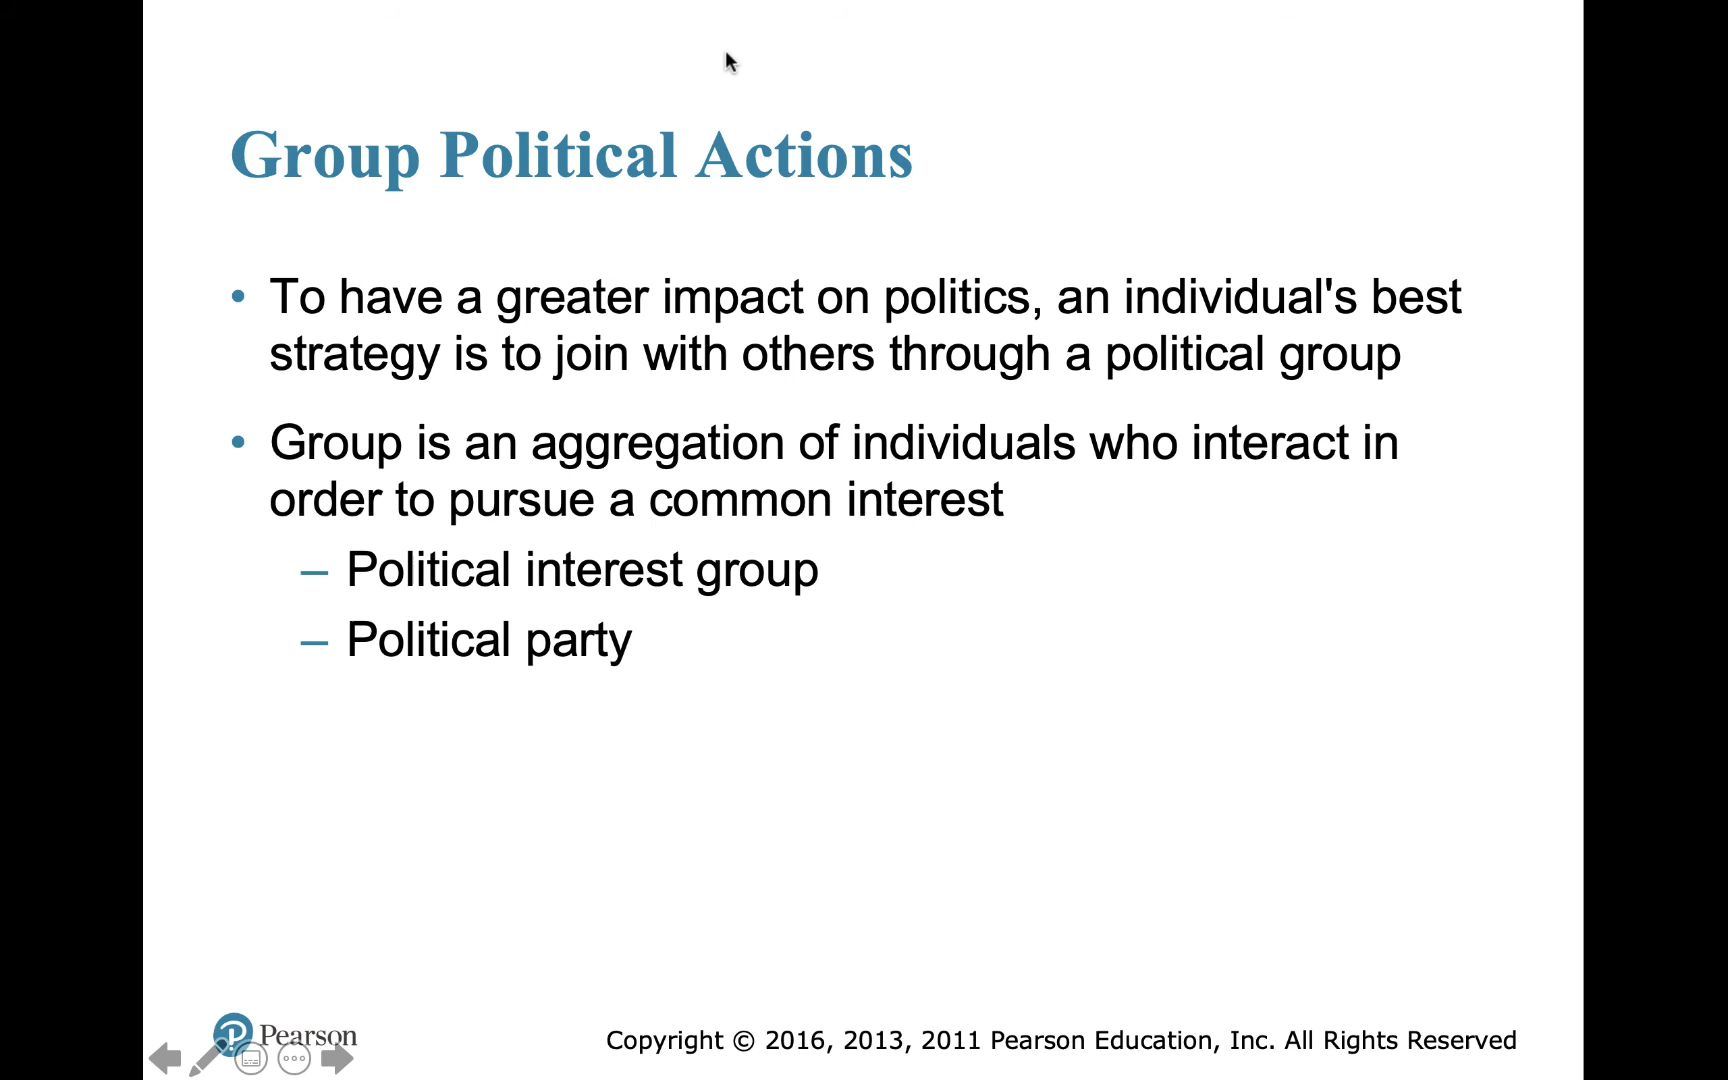 Group Political Actions
• To have a greater impact on politics, an individual's best
strategy is to join with others through a political group
• Group is an aggregation of individuals who interact in
order to pursue a common interest
– Political interest group
– Political party
Pearson
Copyright © 2016, 2013, 2011 Pearson Education, Inc. All Rights Reserved